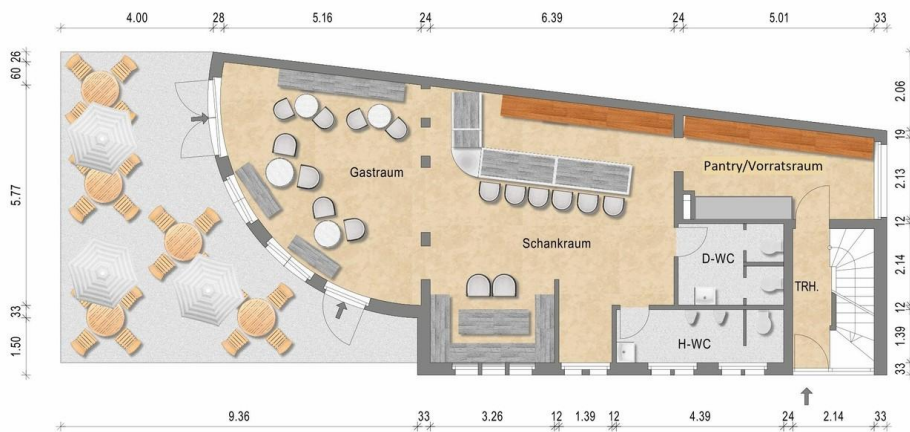 4.00 28 5.16 24 6.39 24 5.01 33
60 26
5.77
33
1.50
2.06
19
2.13
12
2.14
12
1.39
33
Pantry/Vorratsraum
Gastraum
Schankraum
D-WC
TRH.
H-WC
9.36 33 3.26 12 1.39 12 4.39 24 2.14 33